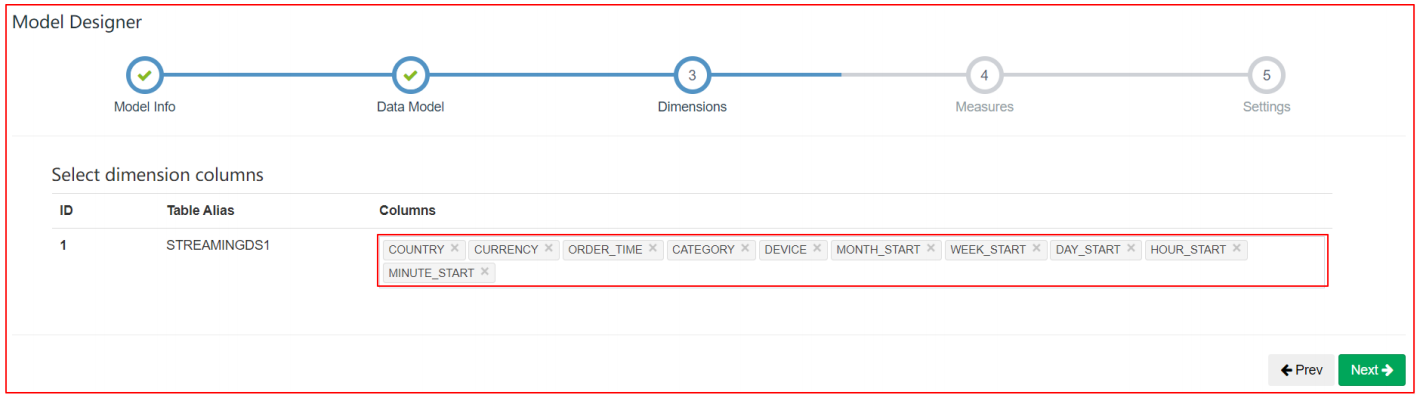 Model Designer
3 4 5
Model Info Data Model Dimensions Measures Settings
Select dimension columns
ID Table Alias Columns
1 STREAMINGDS1 COUNTRY × CURRENCY × ORDER_TIME × CATEGORY × DEVICE × MONTH_START × WEEK_START × DAY_START × HOUR_START ×
MINUTE_START ×
Prev Next